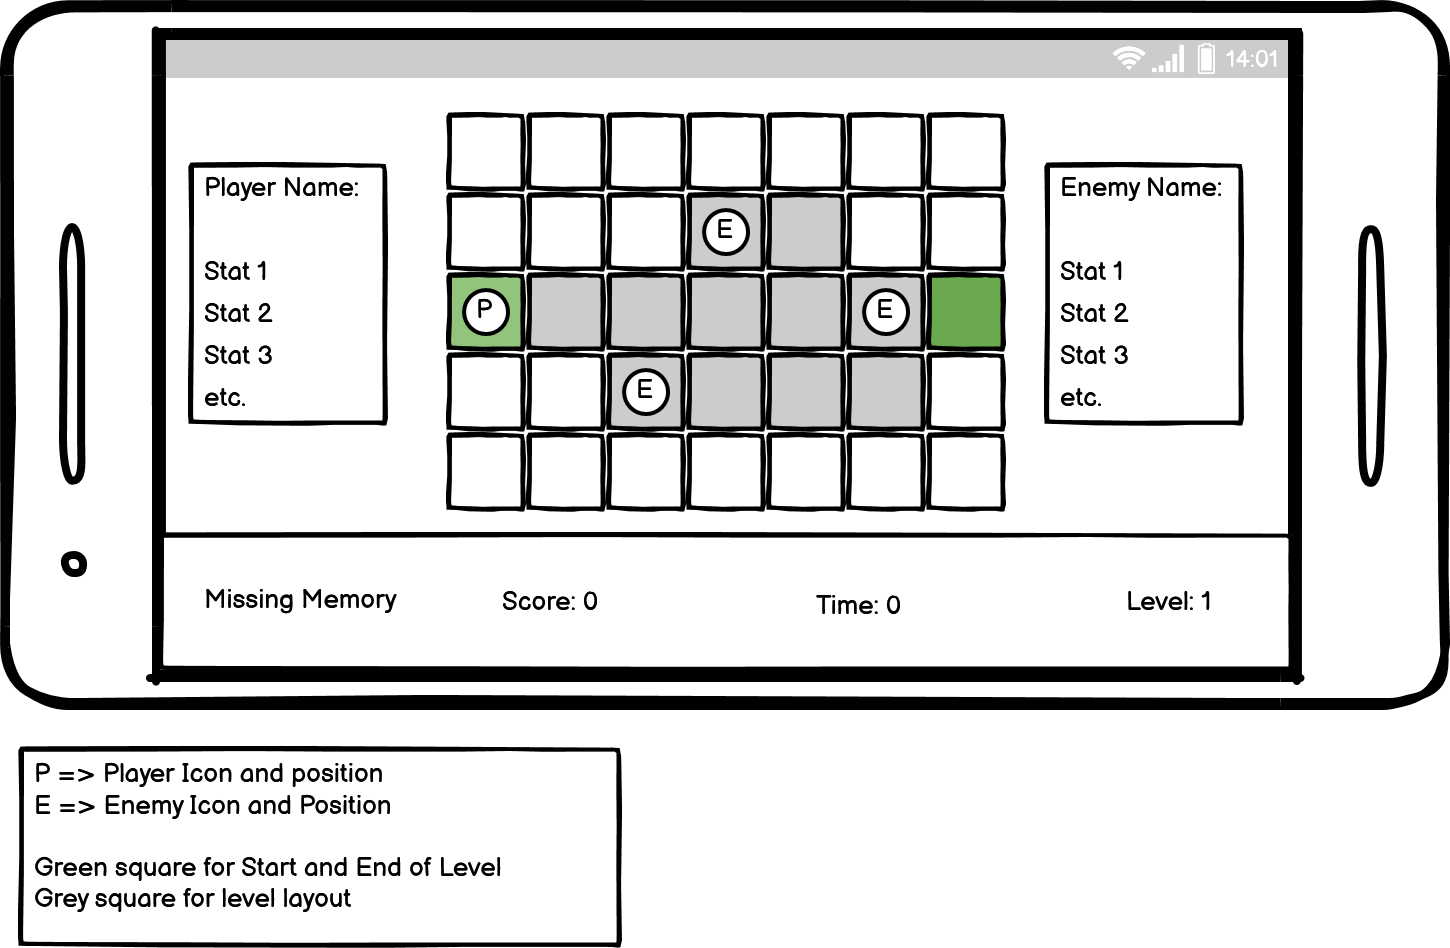 14:01
Player Name:
Stat 1
Stat 2
Stat 3
etc.
E
P
E
E
Enemy Name:
Stat 1
Stat 2
Stat 3
etc.
Missing Memory
Score: 0
Time: 0
Level: 1
P => Player Icon and position
E => Enemy Icon and Position
Green square for Start and End of Level
Grey square for level layout